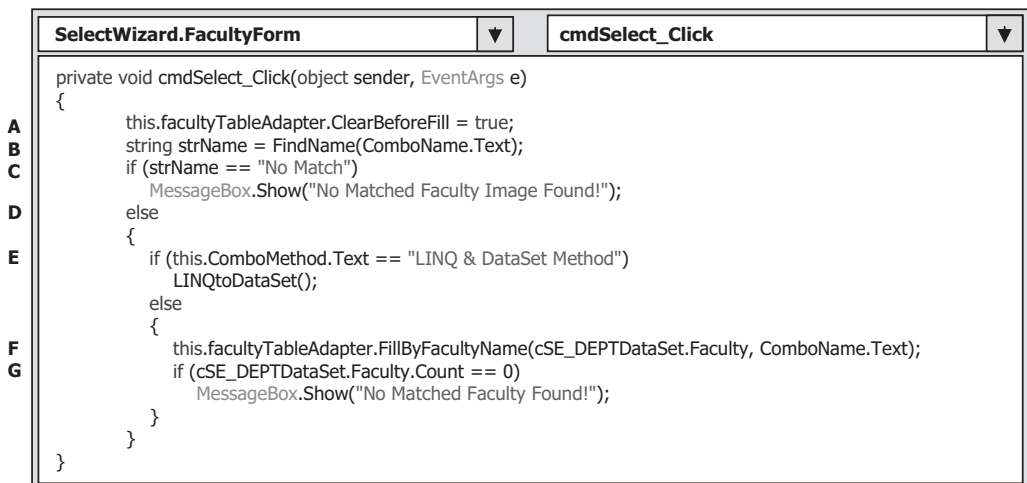 SelectWizard.FacultyForm cmdSelect_Click
private void cmdSelect_Click(object sender, EventArgs e)
{
A this.facultyTableAdapter.ClearBeforeFill = true;
B string strName = FindName(ComboName.Text);
C if (strName == "No Match")
MessageBox.Show("No Matched Faculty Image Found!");
D else
{
E if (this.ComboMethod.Text == "LINQ & DataSet Method")
LINQtoDataSet();
else
{
F this.facultyTableAdapter.FillByFacultyName(cSE_DEPTDataSet.Faculty, ComboName.Text);
G if (cSE_DEPTDataSet.Faculty.Count == 0)
MessageBox.Show("No Matched Faculty Found!");
}
}
}